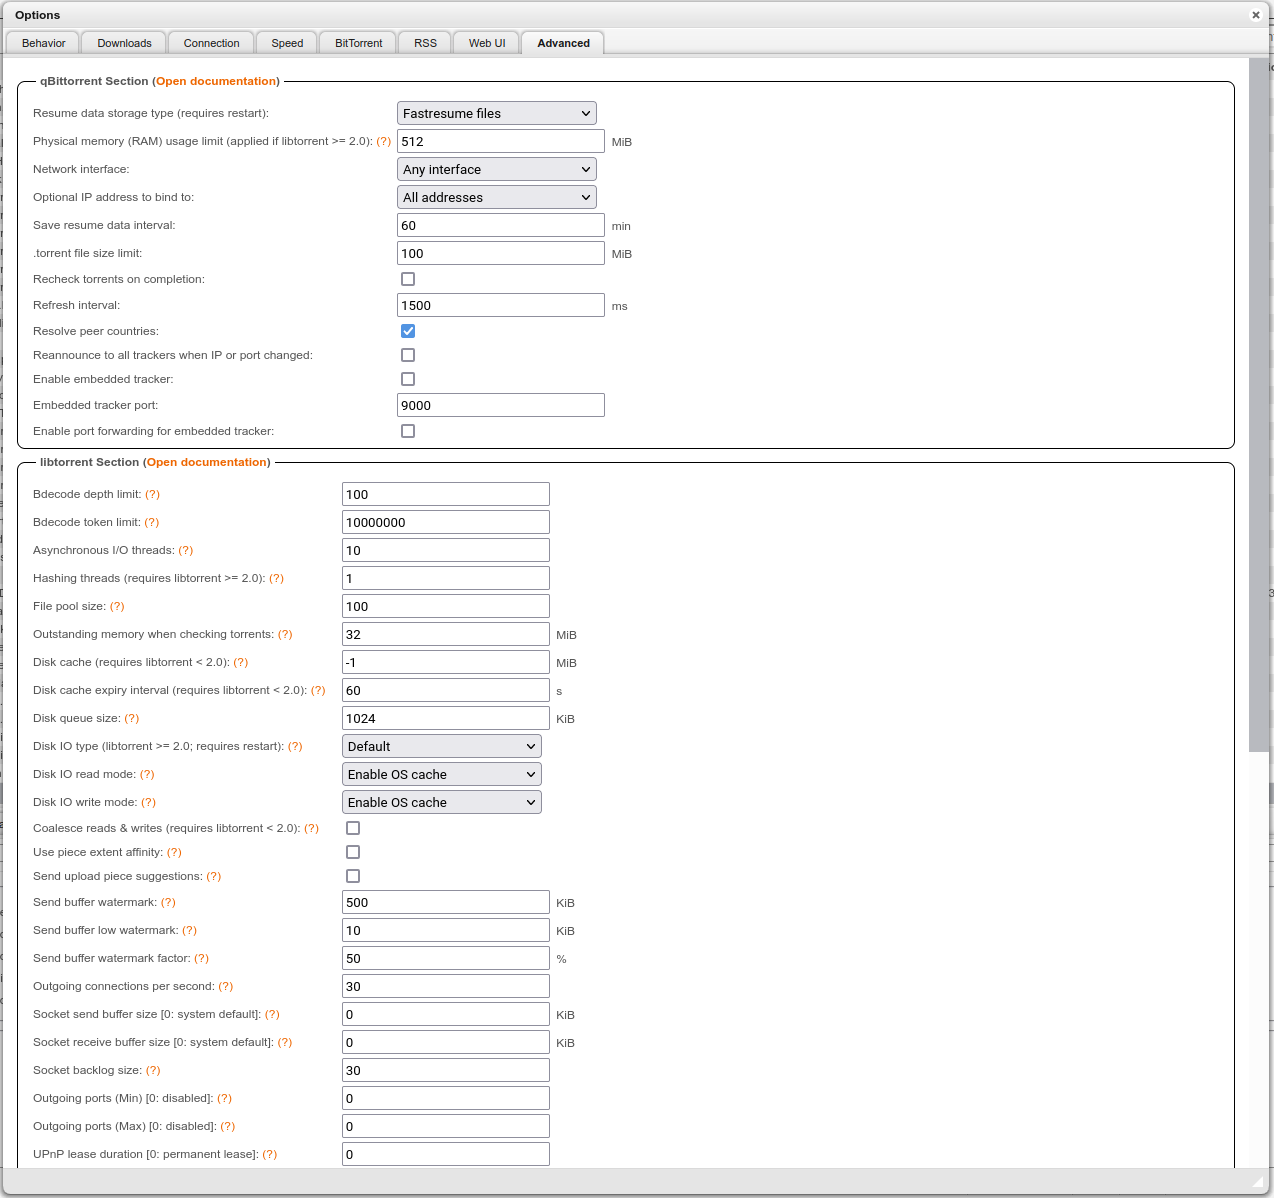 Options
Behavior Downloads Connection Speed BitTorrent RSS Web UI Advanced
qBittorrent Section (Open documentation)
Resume data storage type (requires restart): Fastresume files
Physical memory (RAM) usage limit (applied if libtorrent >= 2.0): (?) 512 MiB
Network interface: Any interface
Optional IP address to bind to: All addresses
Save resume data interval: 60 min
.torrent file size limit: 100 MiB
Recheck torrents on completion:
Refresh interval: 1500 ms
Resolve peer countries:
Reannounce to all trackers when IP or port changed:
Enable embedded tracker:
Embedded tracker port: 9000
Enable port forwarding for embedded tracker:
libtorrent Section (Open documentation)
Bdecode depth limit: (?) 100
Bdecode token limit: (?) 10000000
Asynchronous I/O threads: (?) 10
Hashing threads (requires libtorrent >= 2.0): (?) 1
File pool size: (?) 100
Outstanding memory when checking torrents: (?) 32 MiB
Disk cache (requires libtorrent < 2.0): (?) -1 MiB
Disk cache expiry interval (requires libtorrent < 2.0): (?) 60 s
Disk queue size: (?) 1024 KiB
Disk IO type (libtorrent >= 2.0; requires restart): (?) Default
Disk IO read mode: (?) Enable OS cache
Disk IO write mode: (?) Enable OS cache
Coalesce reads & writes (requires libtorrent < 2.0): (?)
Use piece extent affinity: (?)
Send upload piece suggestions: (?)
Send buffer watermark: (?) 500 KiB
Send buffer low watermark: (?) 10 KiB
Send buffer watermark factor: (?) 50 %
Outgoing connections per second: (?) 30
Socket send buffer size [0: system default]: (?) 0 KiB
Socket receive buffer size [0: system default]: (?) 0 KiB
Socket backlog size: (?) 30
Outgoing ports (Min) [0: disabled]: (?) 0
Outgoing ports (Max) [0: disabled]: (?) 0
UPnP lease duration [0: permanent lease]: (?) 0